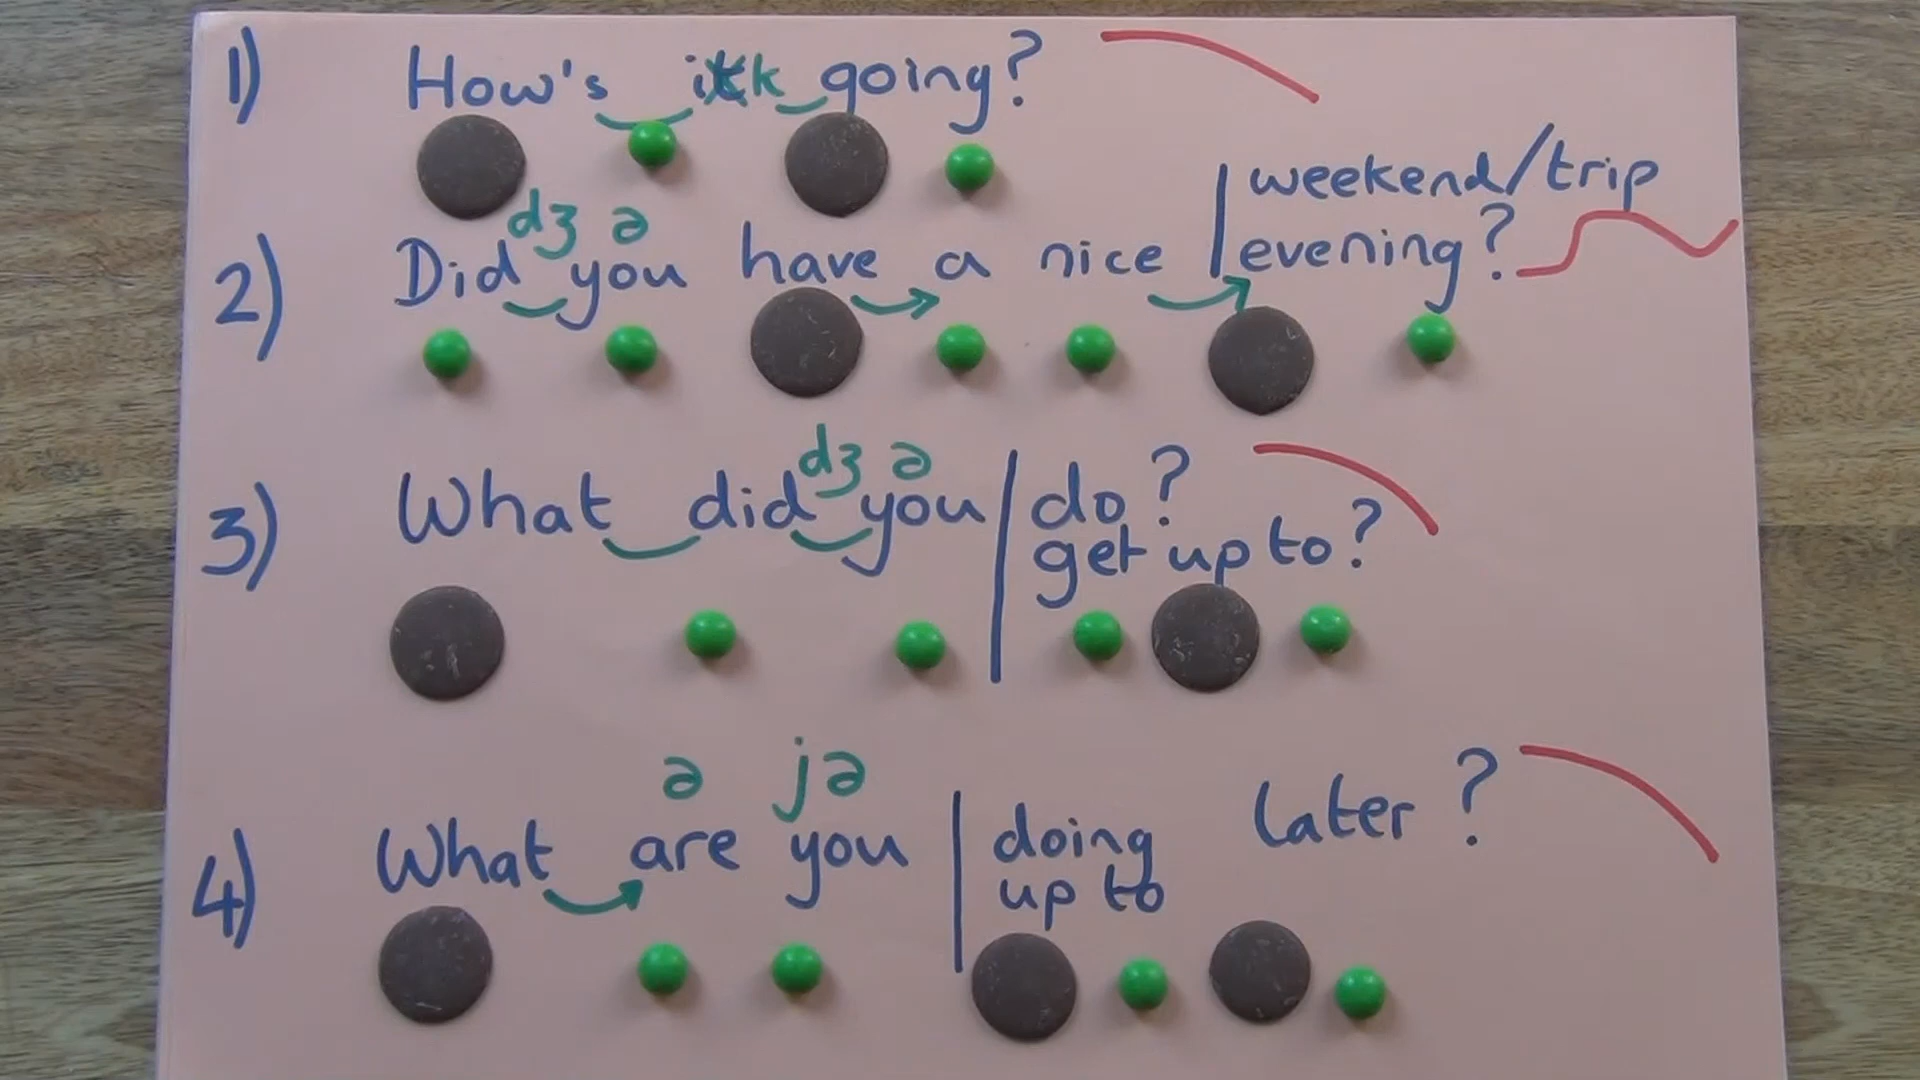 1) How's itk going?
weekend/trip
dʒ ə
2) Did you have a nice evening?
dʒ ə
3) What did you do?
get up to?
ə jə
4) What are you doing later?
up to